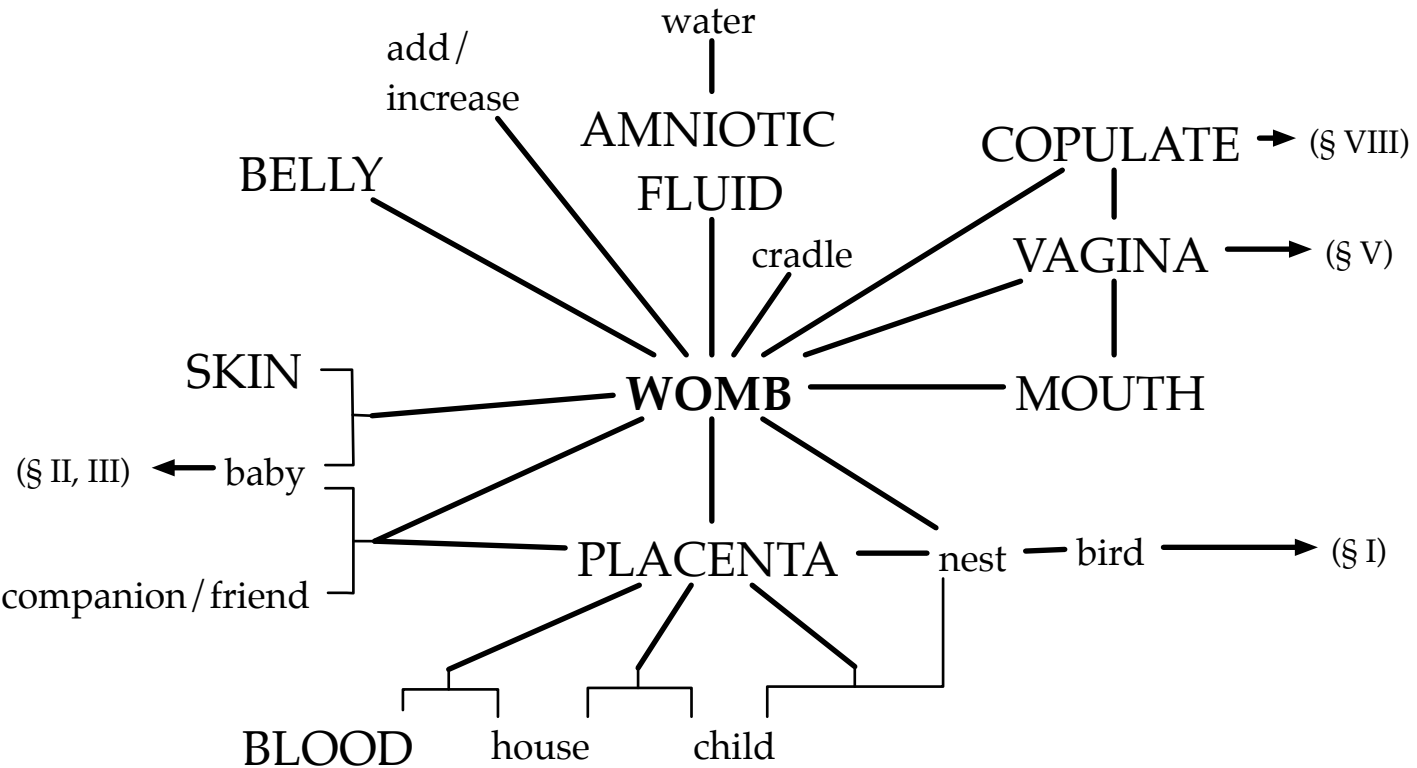 water
add/
increase
AMNIOTIC
FLUID
COPULATE
(§ VIII)
BELLY
cradle
VAGINA
(§ V)
SKIN
WOMB
MOUTH
(§ II, III)
baby
PLACENTA
nest
bird
(§ I)
companion/friend
BLOOD
house
child